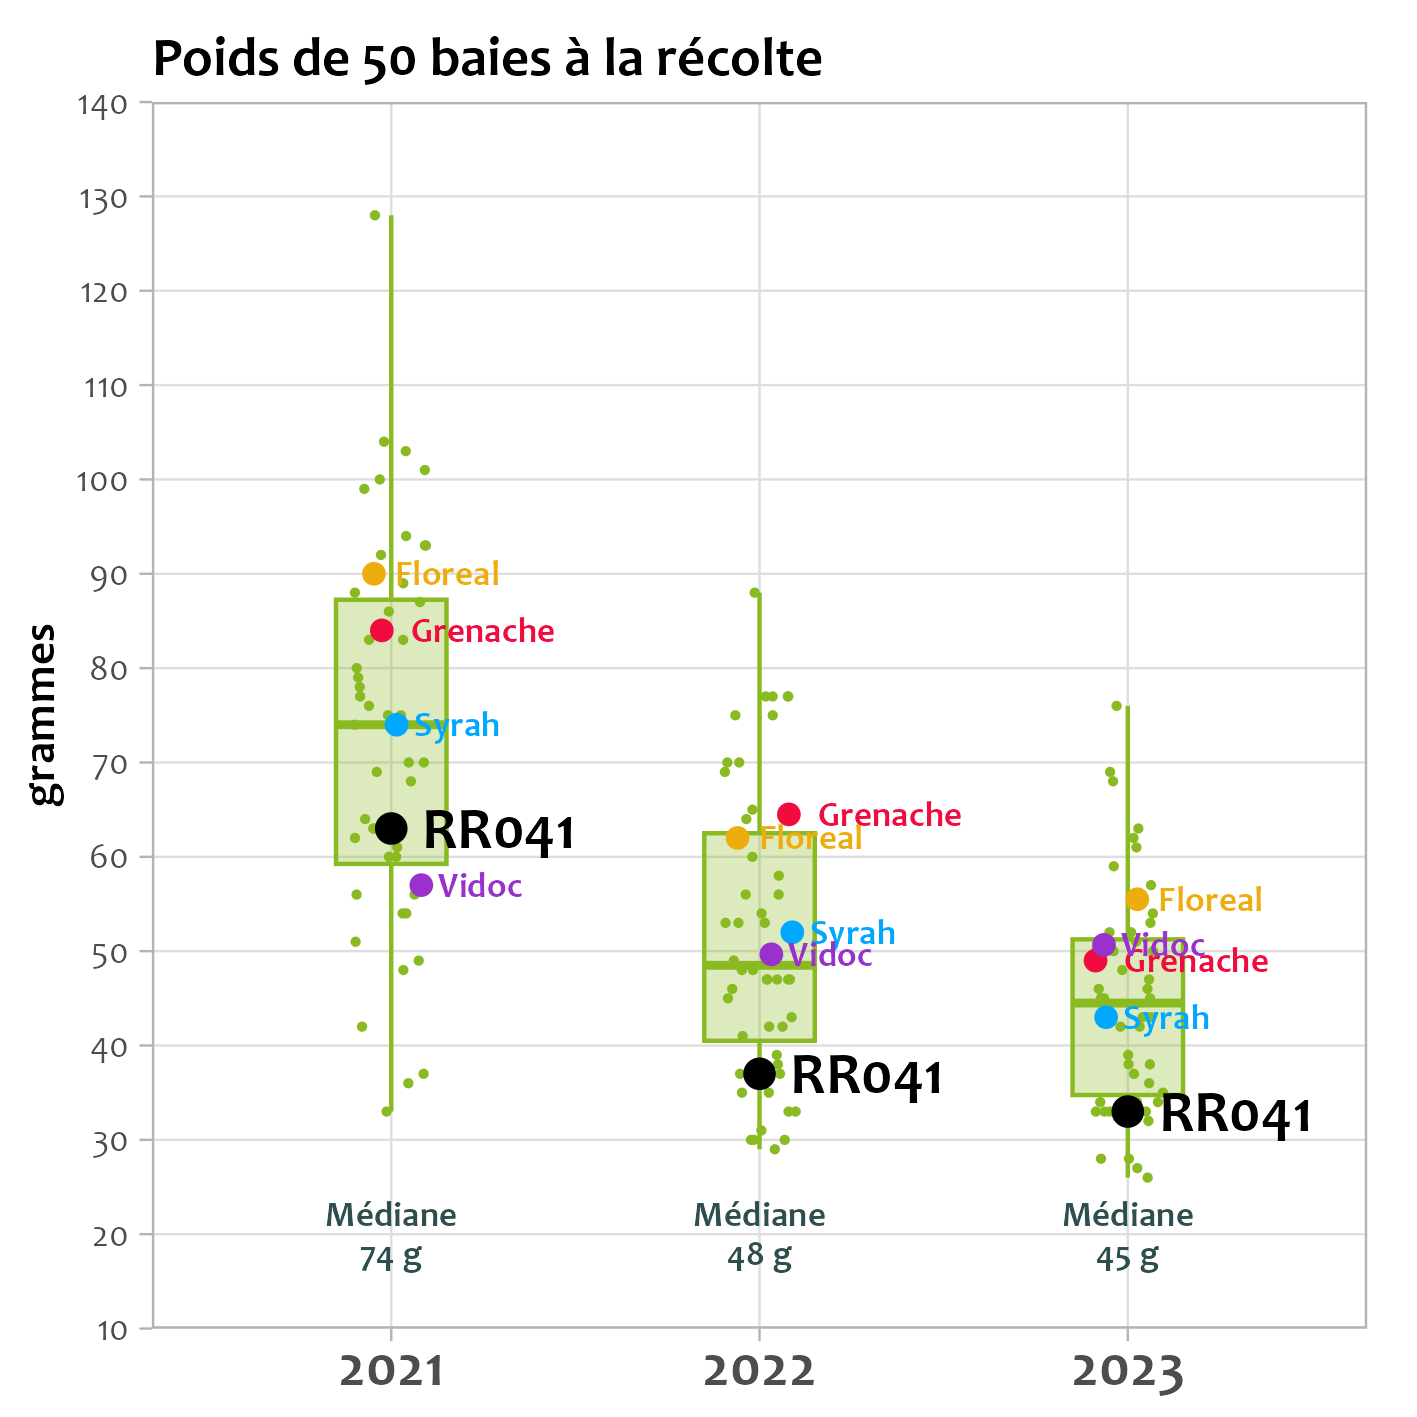 Poids de 50 baies à la récolte
grammes
140
130
120
110
100
90
80
70
60
50
40
30
20
10
Floreal
Grenache
Syrah
RR041
Vidoc
Médiane
74 g
2021
Grenache
Floreal
Syrah
Vidoc
RR041
Médiane
48 g
2022
Floreal
Vidoc
Grenache
Syrah
RR041
Médiane
45 g
2023